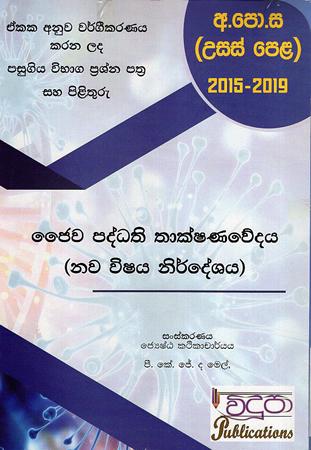 ඒකක අනුව වර්ගීකරණය
කරන ලද
පසුගිය විභාග ප්‍රශ්න පත්‍ර
සහ පිළිතුරු
අ.පො.ස
(උසස් පෙළ)
2015-2019
ජෛව පද්ධති තාක්ෂණවේදය
(නව විෂය නිර්දේශය)
සංස්කරණය
ජ්‍යෙෂ්ඨ කථිකාචාර්යය
පී. කේ. ජේ. ද මෙල්,
විදුපා
Publications